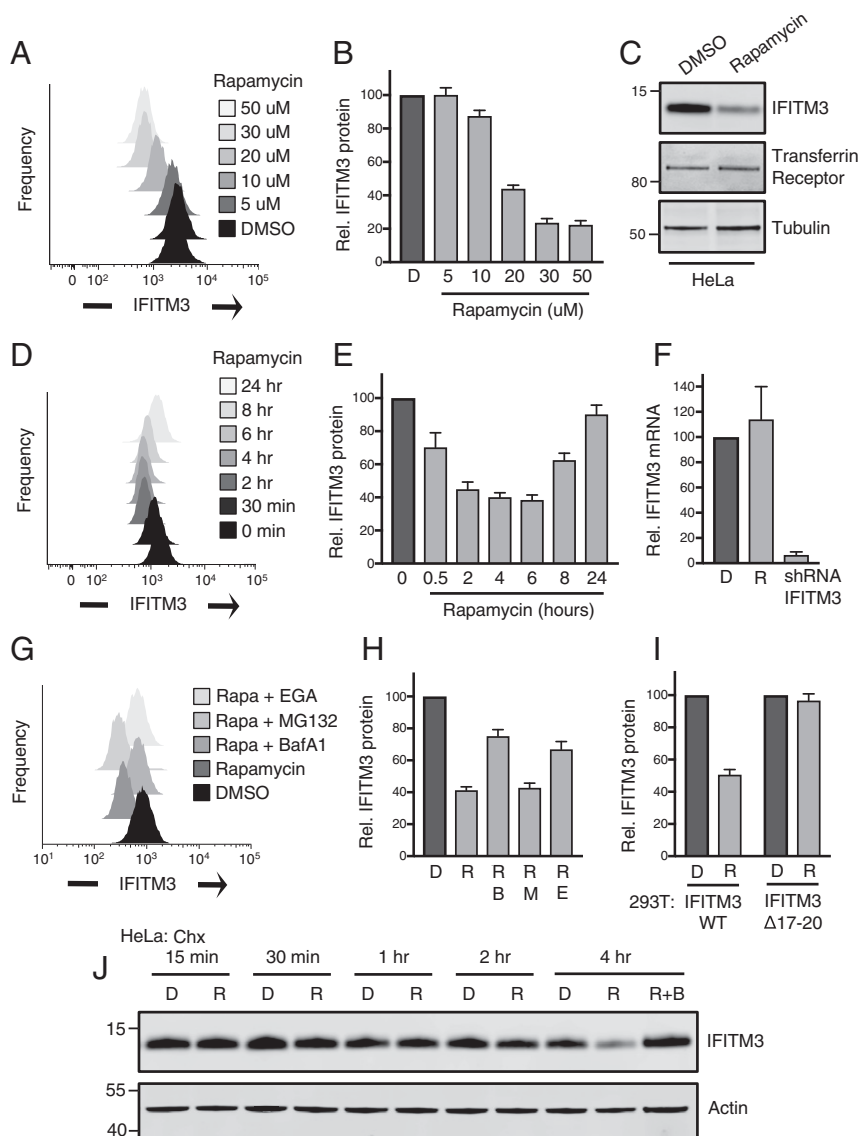 A
Rapamycin
50 uM
30 uM
20 uM
10 uM
5 uM
DMSO
Frequency
0 10² 10³ 10⁴ 10⁵
IFITM3
B
Rel. IFITM3 protein
100
80
60
40
20
0
D 5 10 20 30 50
Rapamycin (uM)
C
DMSO
Rapamycin
15
IFITM3
80
Transferrin
Receptor
50
Tubulin
HeLa
D
Rapamycin
24 hr
8 hr
6 hr
4 hr
2 hr
30 min
0 min
Frequency
0 10² 10³ 10⁴ 10⁵
IFITM3
E
Rel. IFITM3 protein
100
80
60
40
20
0
0 0.5 2 4 6 8 24
Rapamycin (hours)
F
Rel. IFITM3 mRNA
140
120
100
80
60
40
20
0
D R shRNA
IFITM3
G
Rapa + EGA
Rapa + MG132
Rapa + BafA1
Rapamycin
DMSO
Frequency
10¹ 10² 10³ 10⁴ 10⁵
IFITM3
H
Rel. IFITM3 protein
100
80
60
40
20
0
D R R R R
B M E
I
Rel. IFITM3 protein
100
80
60
40
20
0
D R D R
293T: IFITM3 IFITM3
WT Δ17-20
J
HeLa: Chx
15 min 30 min 1 hr 2 hr 4 hr
D R D R D R D R D R R+B
15
IFITM3
55
Actin
40